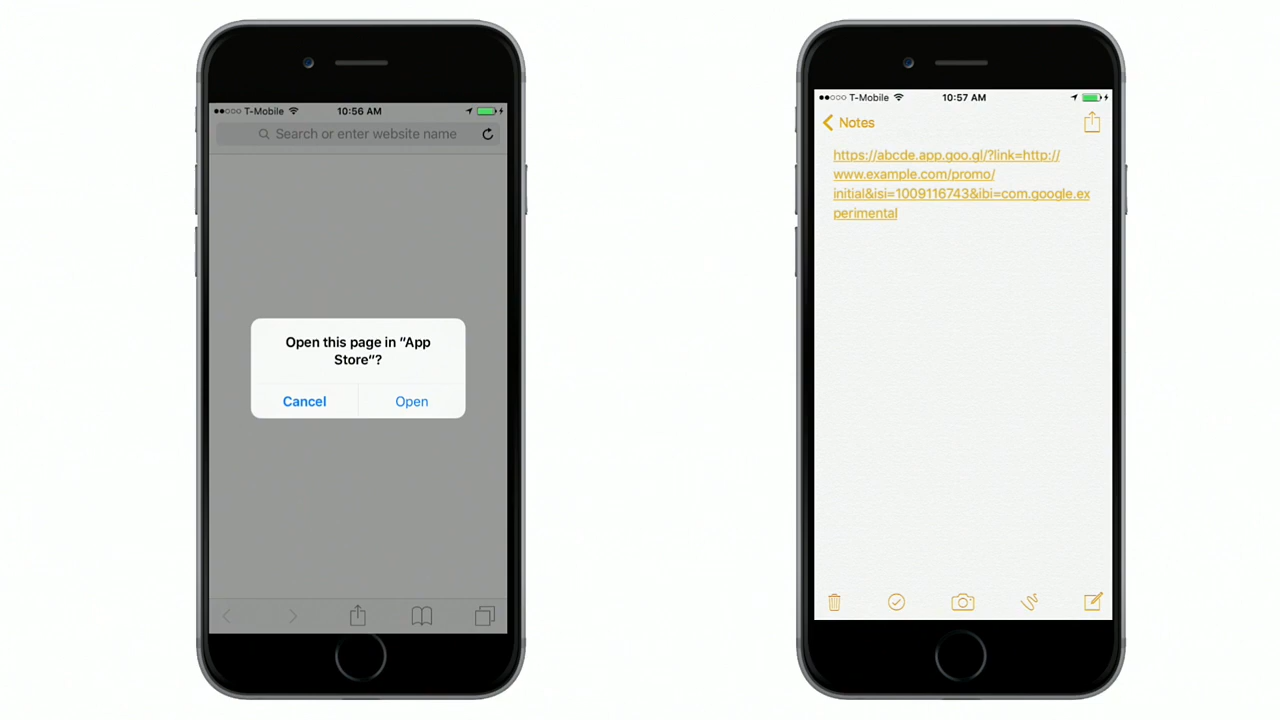 T-Mobile 10:56 AM
Search or enter website name
Open this page in “App
Store“?
Cancel Open
T-Mobile 10:57 AM
Notes
https://abcde.app.goo.gl/?link=http://
www.example.com/promo/
initial&isi=1009116743&ibi=com.google.ex
perimental